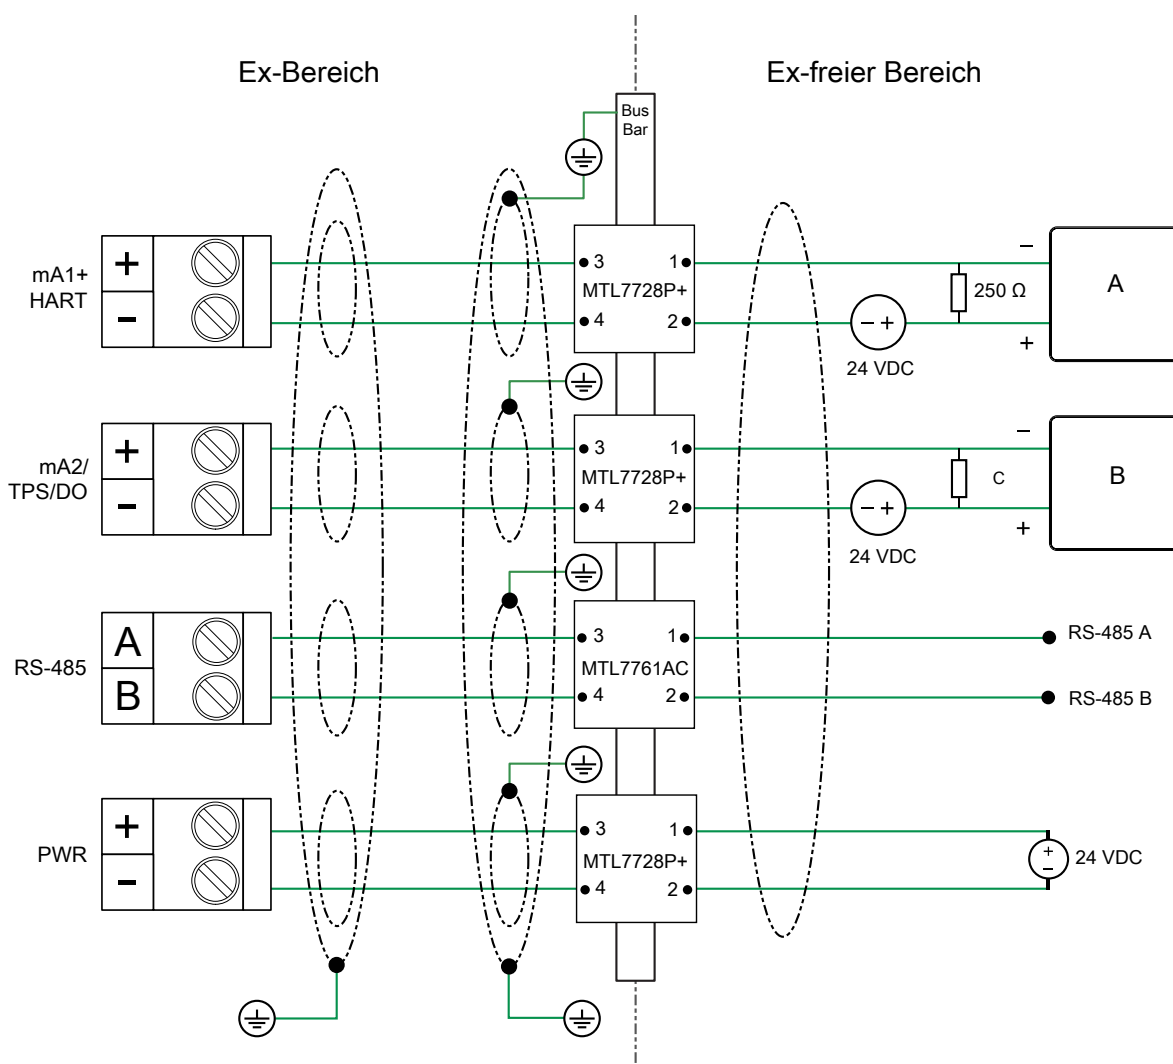 Ex-Bereich
Ex-freier Bereich
Bus
Bar
mA1+
HART
+
–
3
4
MTL7728P+
1
2
– +
24 VDC
250 Ω
–
+
A
mA2/
TPS/DO
+
–
3
4
MTL7728P+
1
2
– +
24 VDC
C
–
+
B
RS-485
A
B
3
4
MTL7761AC
1
2
RS-485 A
RS-485 B
PWR
+
–
3
4
MTL7728P+
1
2
+
–
24 VDC